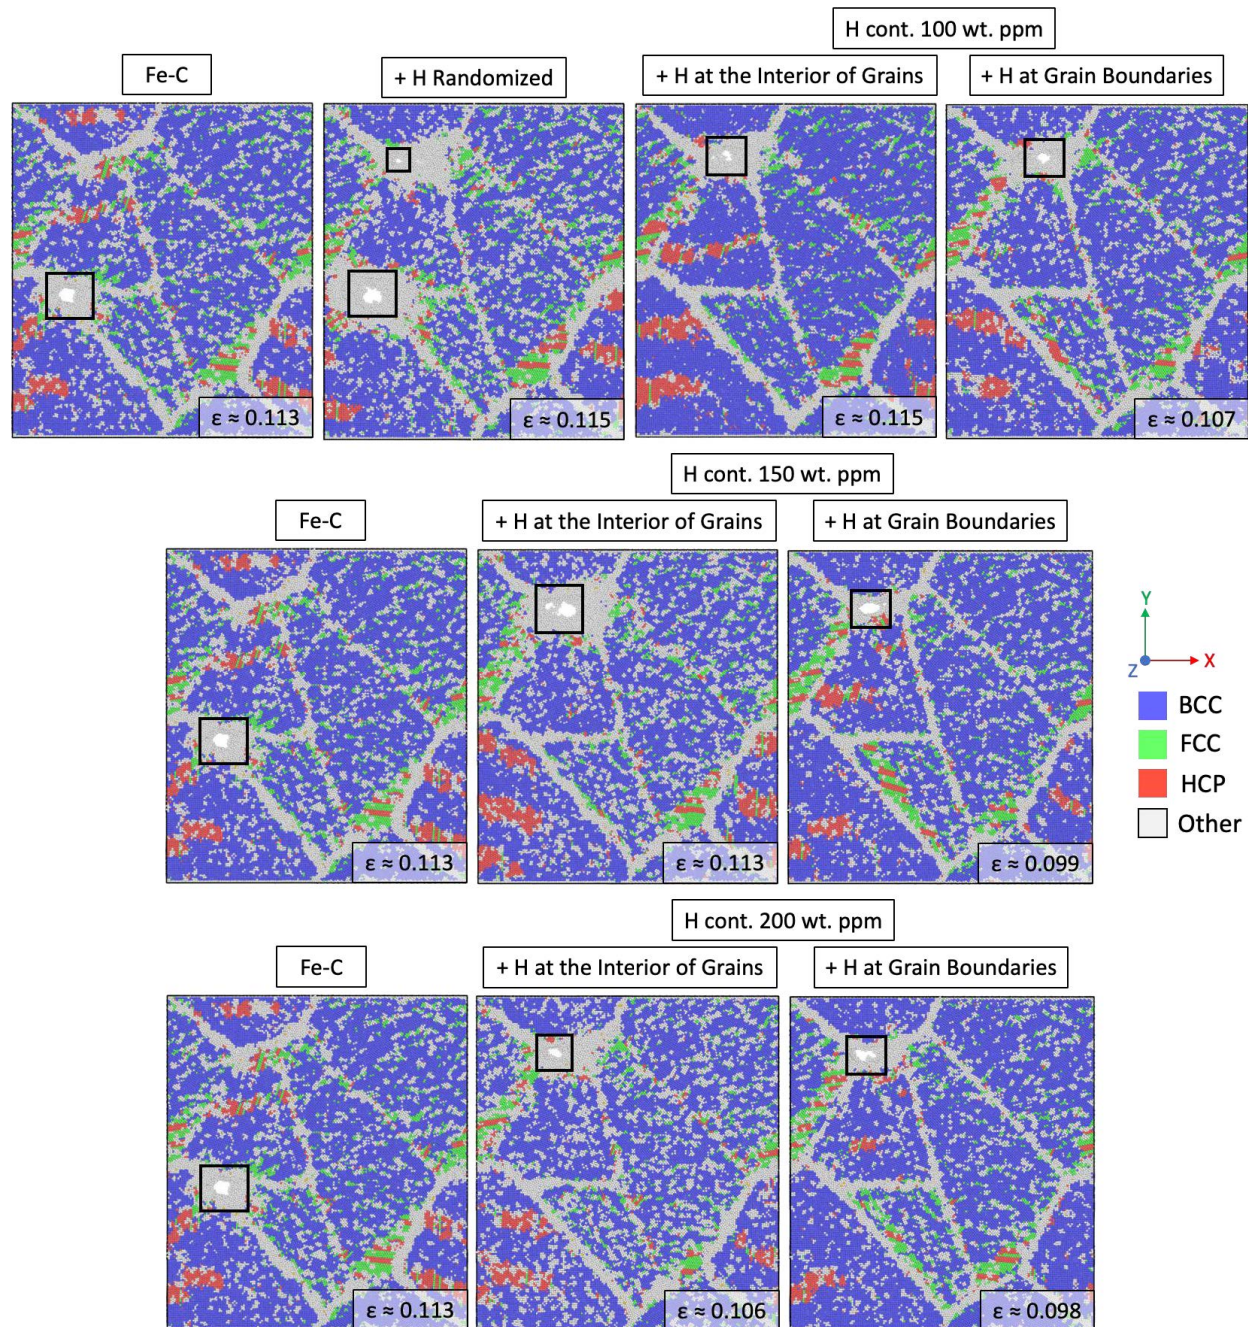 H cont. 100 wt. ppm
Fe-C
+ H Randomized
+ H at the Interior of Grains
+ H at Grain Boundaries
ε ≈ 0.113
ε ≈ 0.115
ε ≈ 0.115
ε ≈ 0.107
H cont. 150 wt. ppm
Fe-C
+ H at the Interior of Grains
+ H at Grain Boundaries
Y
X
Z
BCC
FCC
HCP
Other
ε ≈ 0.113
ε ≈ 0.113
ε ≈ 0.099
H cont. 200 wt. ppm
Fe-C
+ H at the Interior of Grains
+ H at Grain Boundaries
ε ≈ 0.113
ε ≈ 0.106
ε ≈ 0.098